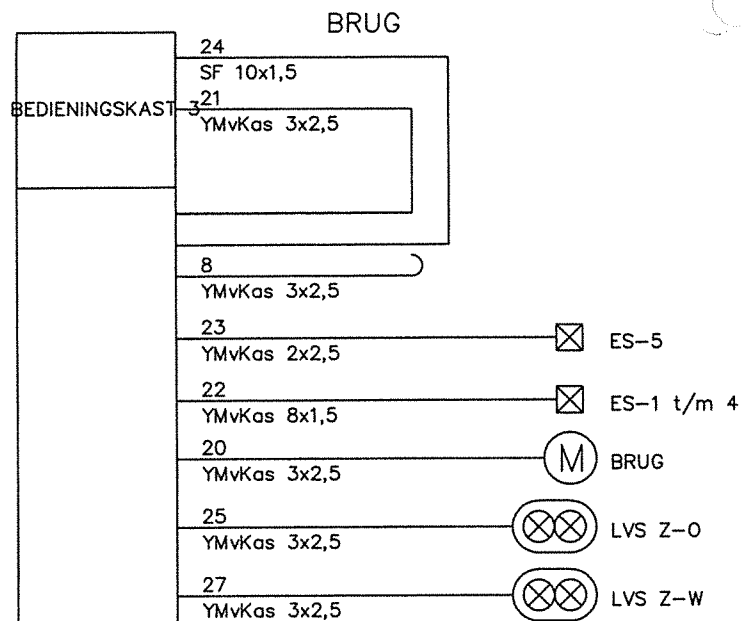 BRUG
24
SF 10x1,5
BEDIENINGSKAST 3
21
YMvKas 3x2,5
8
YMvKas 3x2,5
23
YMvKas 2x2,5
ES-5
22
YMvKas 8x1,5
ES-1 t/m 4
20
YMvKas 3x2,5
M
BRUG
25
YMvKas 3x2,5
LVS Z-O
27
YMvKas 3x2,5
LVS Z-W